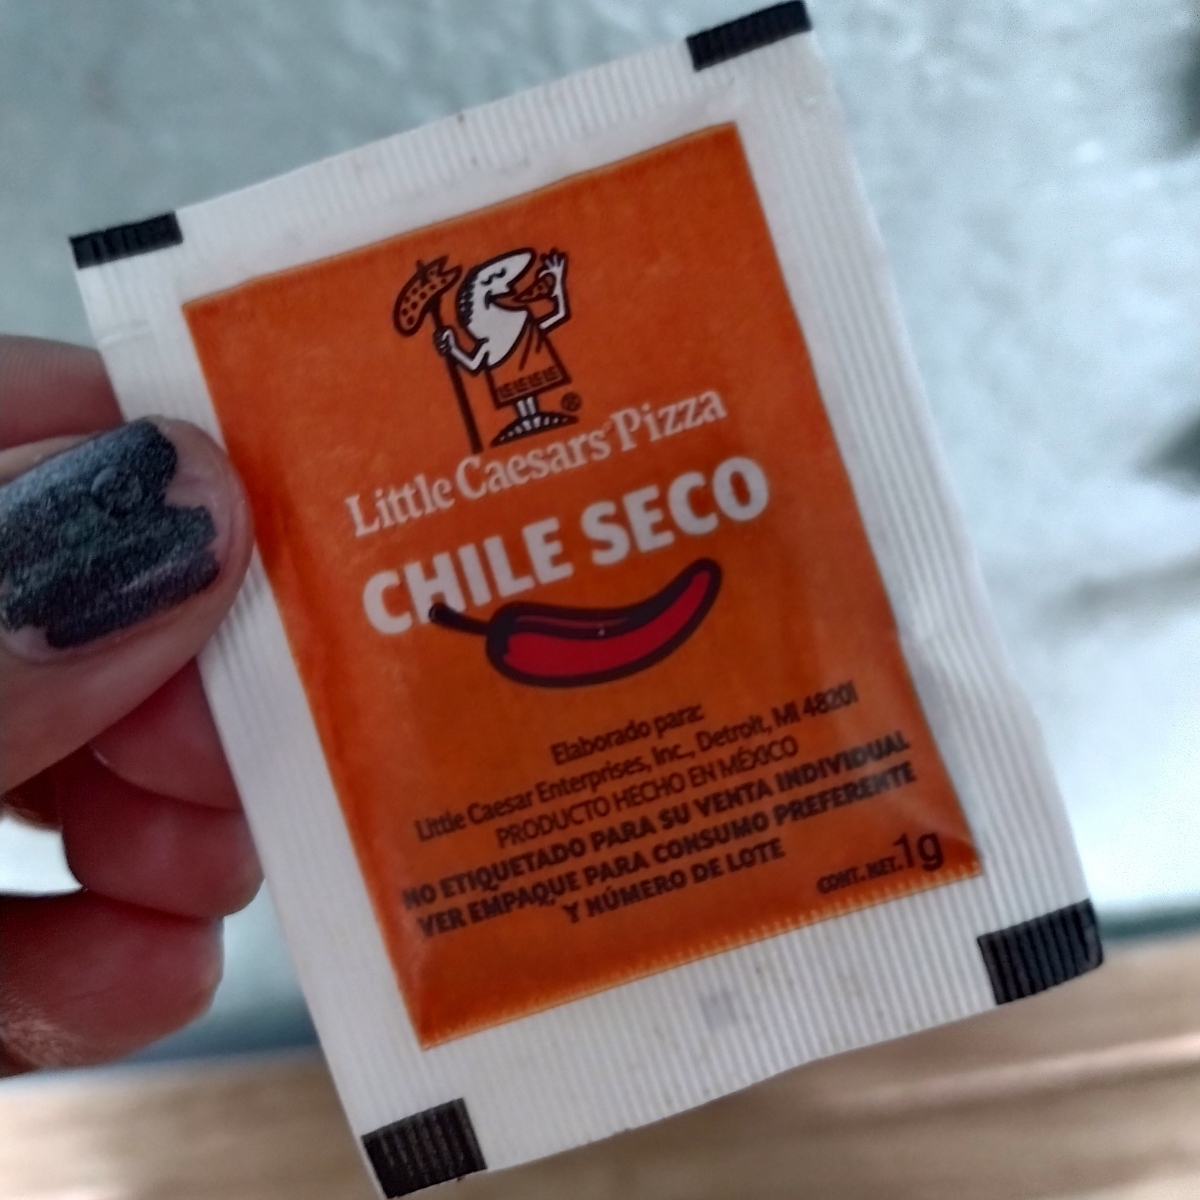 Little Caesars Pizza
CHILE SECO
Elaborado para:
Little Caesar Enterprises, Inc., Detroit, MI 48201
PRODUCTO HECHO EN MÉXICO
NO ETIQUETADO PARA SU VENTA INDIVIDUAL
VER EMPAQUE PARA CONSUMO PREFERENTE
Y NÚMERO DE LOTE
CONT. NET. 1g